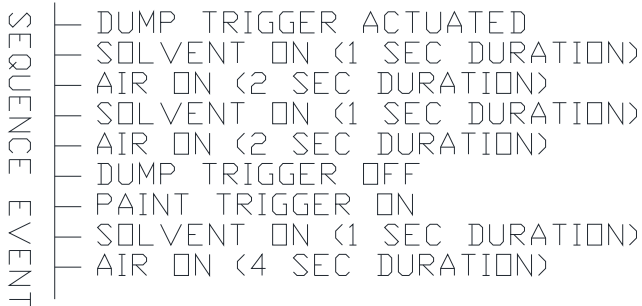 SEQUENCE EVENT
DUMP TRIGGER ACTUATED
SOLVENT ON (1 SEC DURATION)
AIR ON (2 SEC DURATION)
SOLVENT ON (1 SEC DURATION)
AIR ON (2 SEC DURATION)
DUMP TRIGGER OFF
PAINT TRIGGER ON
SOLVENT ON (1 SEC DURATION)
AIR ON (4 SEC DURATION)